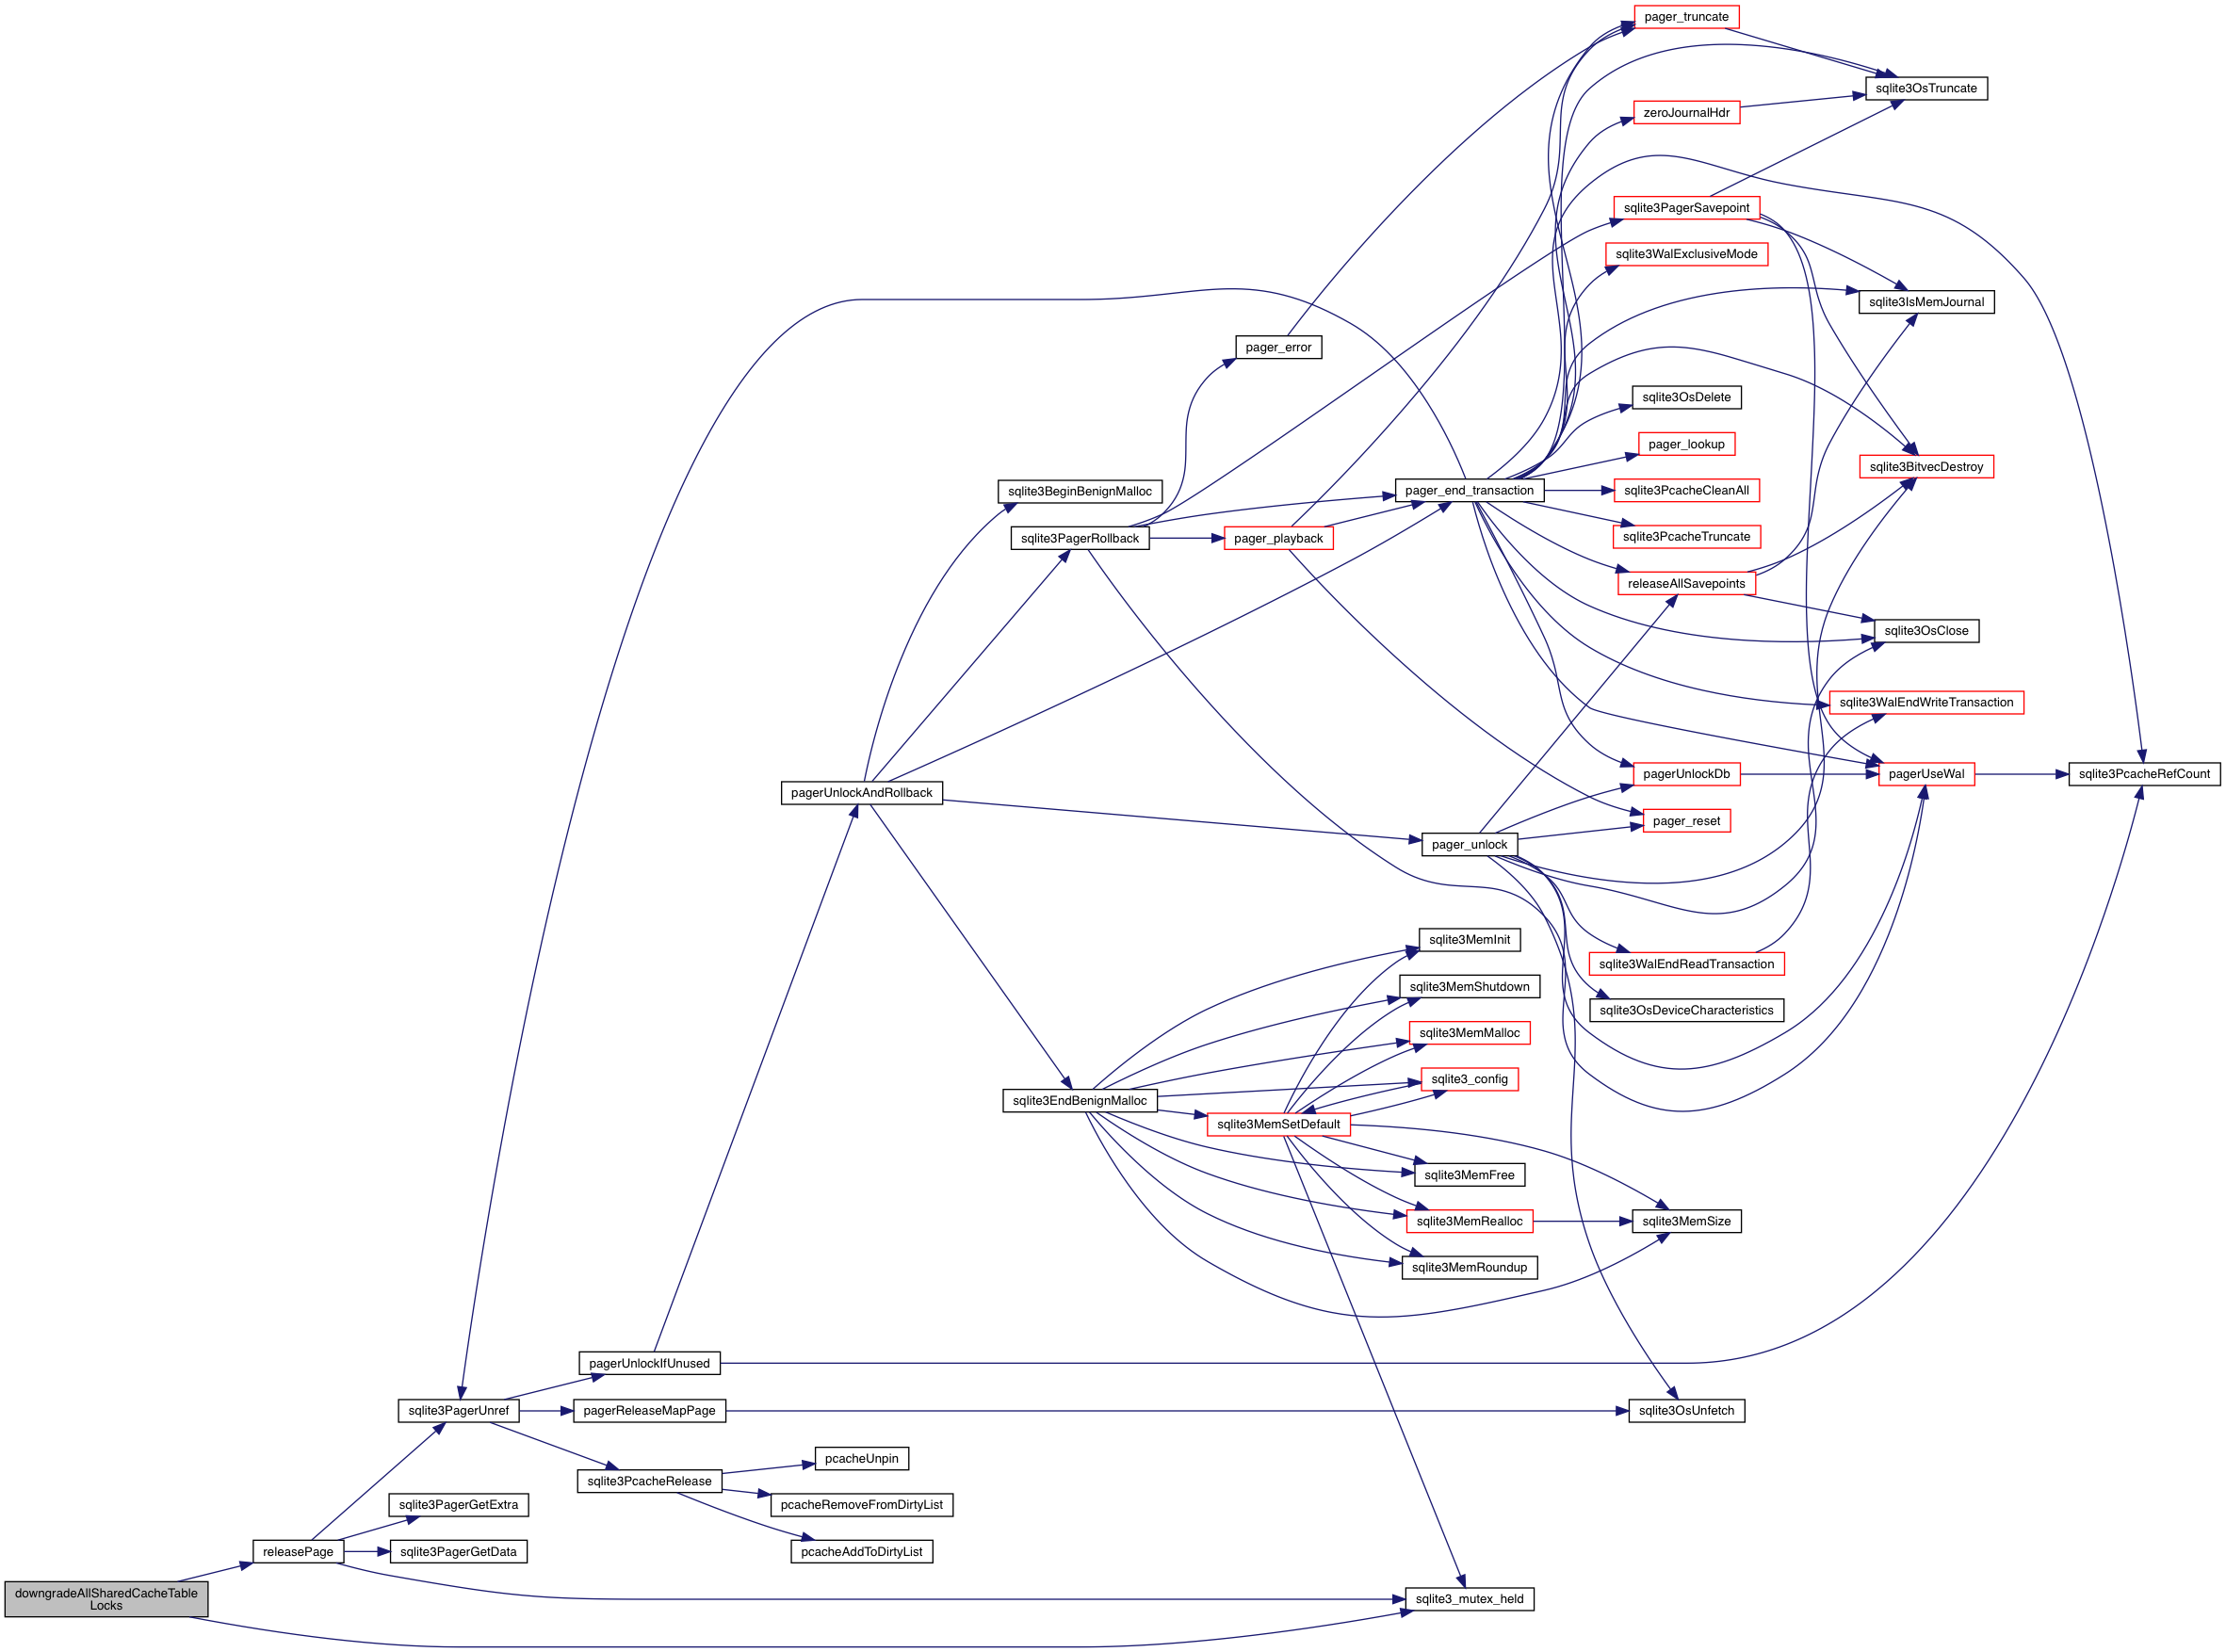 pager_truncate
sqlite3OsTruncate
zeroJournalHdr
sqlite3PagerSavepoint
sqlite3WalExclusiveMode
sqlite3IsMemJournal
pager_error
sqlite3OsDelete
pager_lookup
sqlite3BitvecDestroy
sqlite3BeginBenignMalloc
pager_end_transaction
sqlite3PcacheCleanAll
sqlite3PagerRollback
pager_playback
sqlite3PcacheTruncate
releaseAllSavepoints
sqlite3OsClose
sqlite3WalEndWriteTransaction
pagerUnlockDb
pagerUseWal
sqlite3PcacheRefCount
pagerUnlockAndRollback
pager_reset
pager_unlock
sqlite3MemInit
sqlite3WalEndReadTransaction
sqlite3MemShutdown
sqlite3OsDeviceCharacteristics
sqlite3MemMalloc
sqlite3_config
sqlite3EndBenignMalloc
sqlite3MemSetDefault
sqlite3MemFree
sqlite3MemRealloc
sqlite3MemSize
sqlite3MemRoundup
pagerUnlockIfUnused
sqlite3PagerUnref
pagerReleaseMapPage
sqlite3OsUnfetch
pcacheUnpin
sqlite3PcacheRelease
sqlite3PagerGetExtra
pcacheRemoveFromDirtyList
releasePage
sqlite3PagerGetData
pcacheAddToDirtyList
downgradeAllSharedCacheTable
Locks
sqlite3_mutex_held